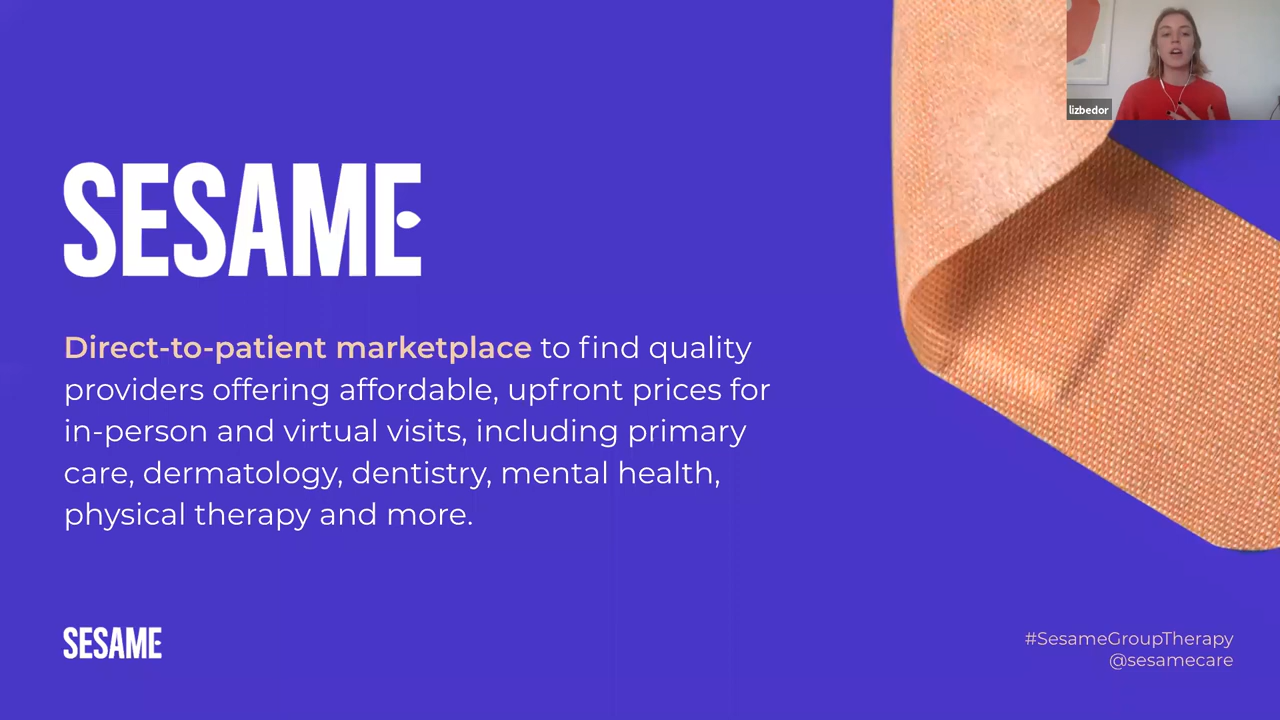 lizbedor
SESAME
Direct-to-patient marketplace to find quality
providers offering affordable, upfront prices for
in-person and virtual visits, including primary
care, dermatology, dentistry, mental health,
physical therapy and more.
SESAME
#SesameGroupTherapy
@sesamecare